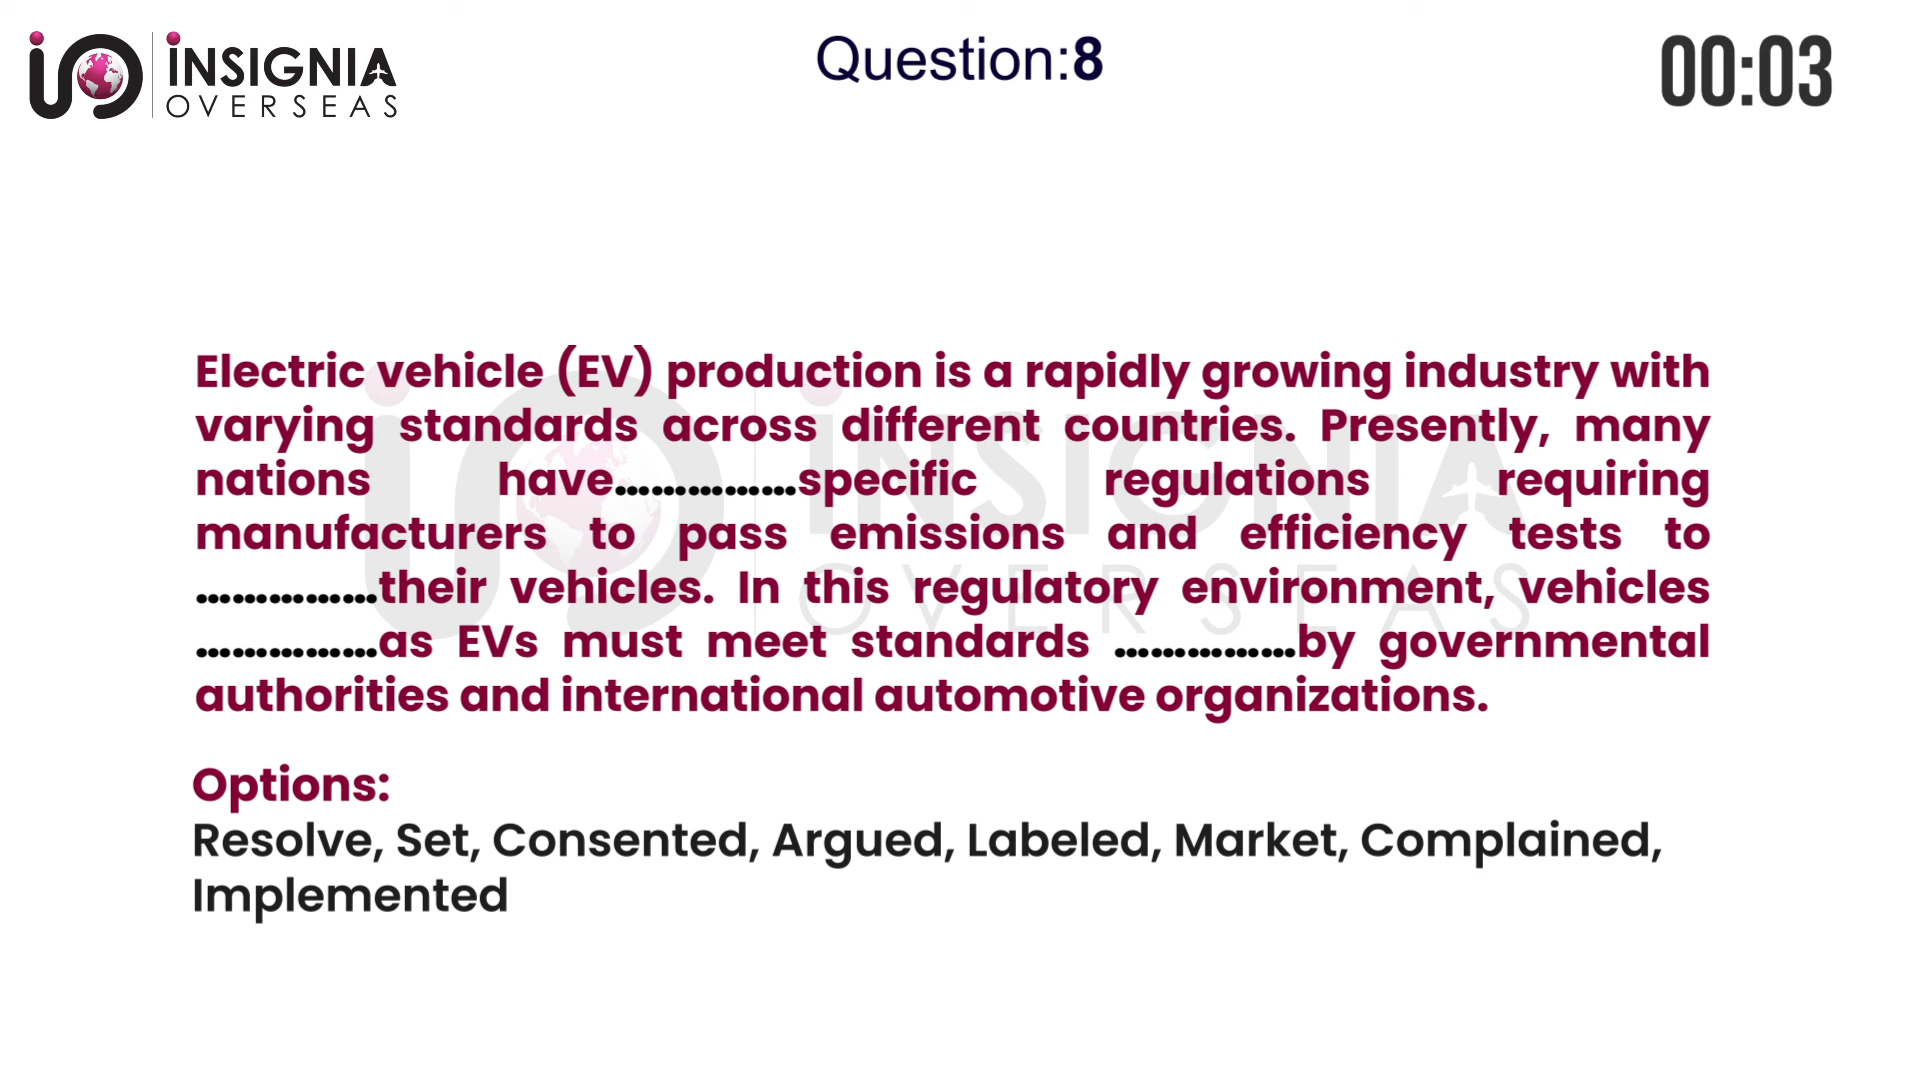 INSIGNIA
OVERSEAS
Question:8
00:03
Electric vehicle (EV) production is a rapidly growing industry with
varying standards across different countries. Presently, many
nations have...............specific regulations requiring
manufacturers to pass emissions and efficiency tests to
...............their vehicles. In this regulatory environment, vehicles
...............as EVs must meet standards ...............by governmental
authorities and international automotive organizations.
Options:
Resolve, Set, Consented, Argued, Labeled, Market, Complained,
Implemented